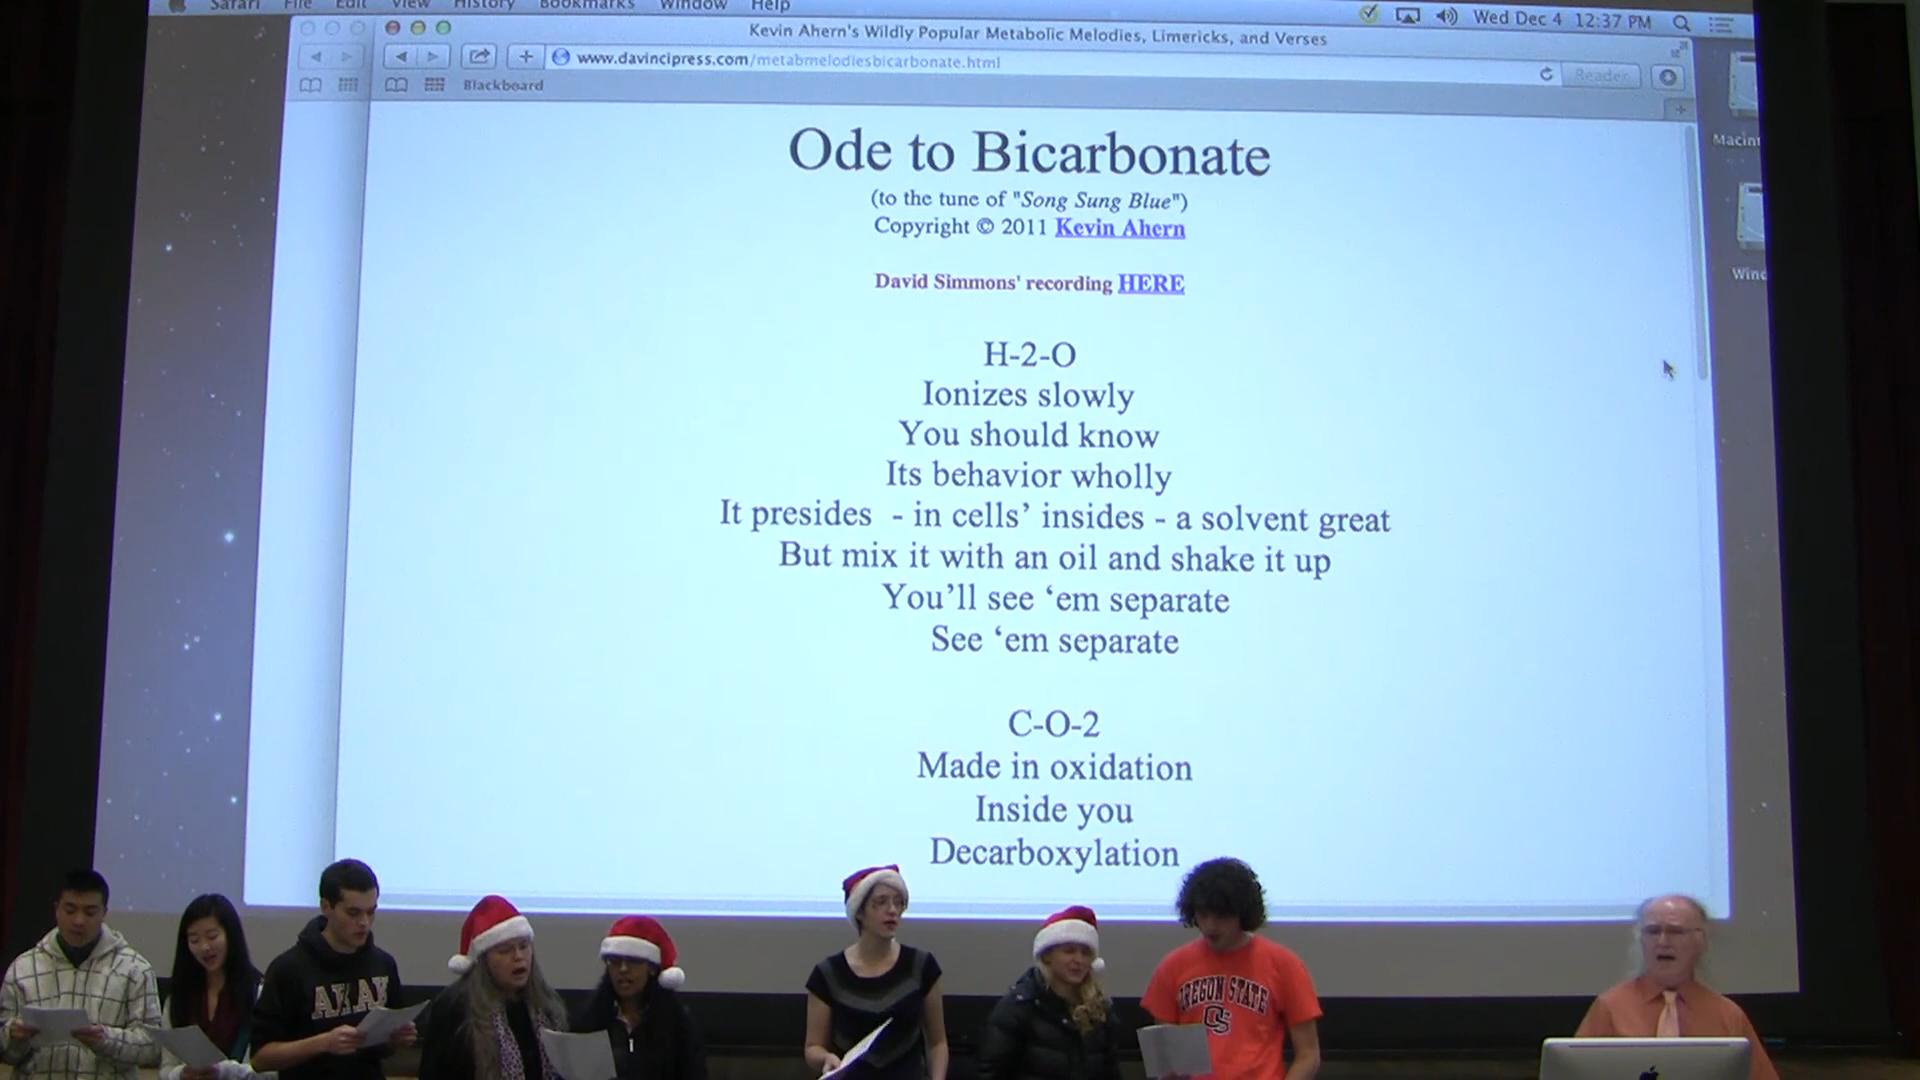 Safari File Edit View History Bookmarks Window Help Wed Dec 4 12:37 PM
Kevin Ahern's Wildly Popular Metabolic Melodies, Limericks, and Verses
www.davincipress.com/metabmelodiesbicarbonate.html Reader
Blackboard
Ode to Bicarbonate
(to the tune of "Song Sung Blue")
Copyright © 2011 Kevin Ahern
David Simmons' recording HERE
H-2-O
Ionizes slowly
You should know
Its behavior wholly
It presides - in cells’ insides - a solvent great
But mix it with an oil and shake it up
You’ll see ‘em separate
See ‘em separate
C-O-2
Made in oxidation
Inside you
Decarboxylation
OREGON STATE
OS